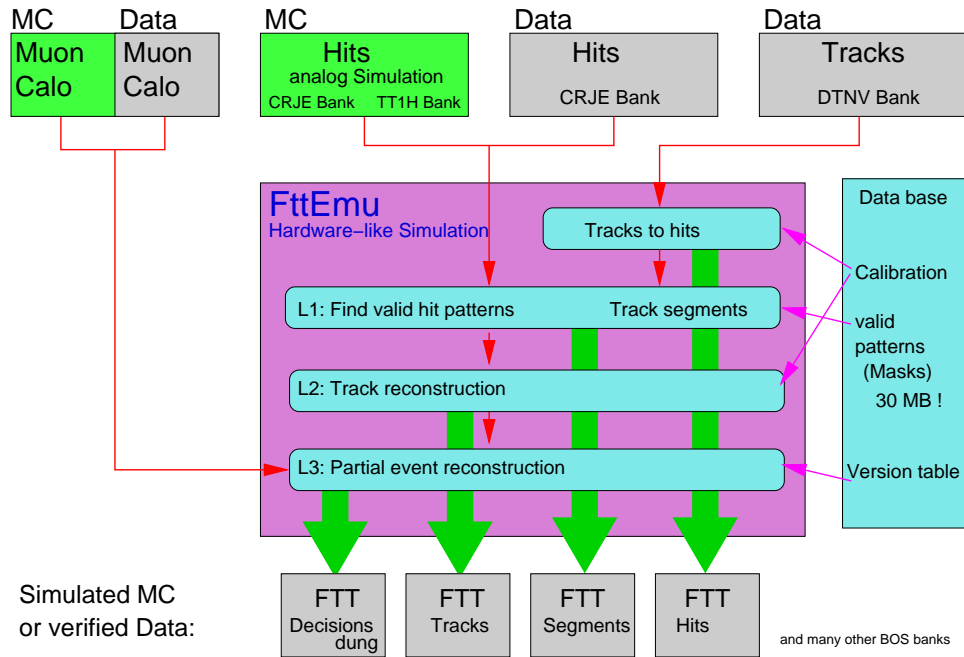 MC Data MC Data Data
Muon Calo
Muon Calo
Hits
analog Simulation
CRJE Bank TT1H Bank
Hits
CRJE Bank
Tracks
DTNV Bank
FttEmu
Hardware−like Simulation
Tracks to hits
L1: Find valid hit patterns Track segments
L2: Track reconstruction
L3: Partial event reconstruction
Data base
Calibration
valid
patterns
(Masks)
30 MB !
Version table
Simulated MC
or verified Data:
FTT
Decisions
dung
FTT
Tracks
FTT
Segments
FTT
Hits
and many other BOS banks